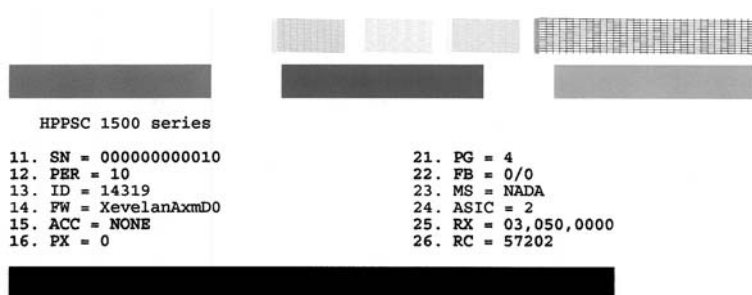 HPPSC 1500 series
11. SN = 000000000010
12. PER = 10
13. ID = 14319
14. FW = XevelanAxmD0
15. ACC = NONE
16. PX = 0
21. PG = 4
22. FB = 0/0
23. MS = NADA
24. ASIC = 2
25. RX = 03,050,0000
26. RC = 57202